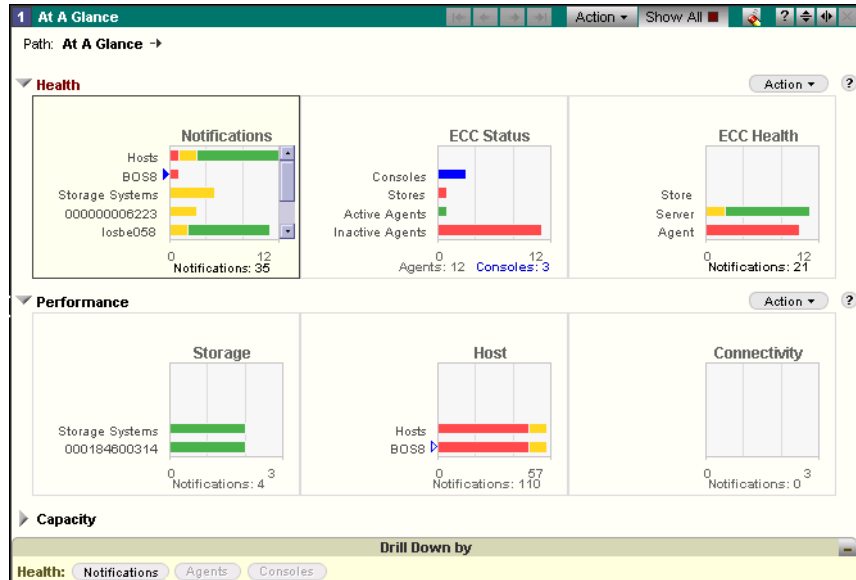 1 At A Glance Action Show All ?
Path: At A Glance
Health Action ?
Notifications
Hosts
BOS8
Storage Systems
000000006223
losbe058
0 12
Notifications: 35
ECC Status
Consoles
Stores
Active Agents
Inactive Agents
0 12
Agents: 12 Consoles: 3
ECC Health
Store
Server
Agent
0 12
Notifications: 21
Performance Action ?
Storage
Storage Systems
000184600314
0 3
Notifications: 4
Host
Hosts
BOS8
0 57
Notifications: 110
Connectivity
0 3
Notifications: 0
Capacity
Drill Down by
Health: Notifications Agents Consoles